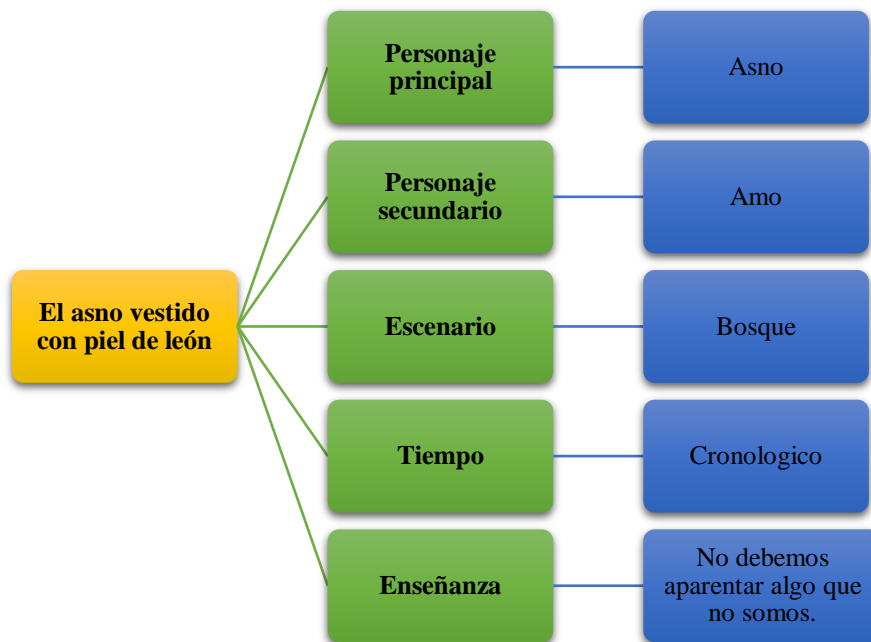 Personaje
principal
Asno
Personaje
secundario
Amo
El asno vestido
con piel de león
Escenario
Bosque
Tiempo
Cronologico
Enseñanza
No debemos
aparentar algo que
no somos.